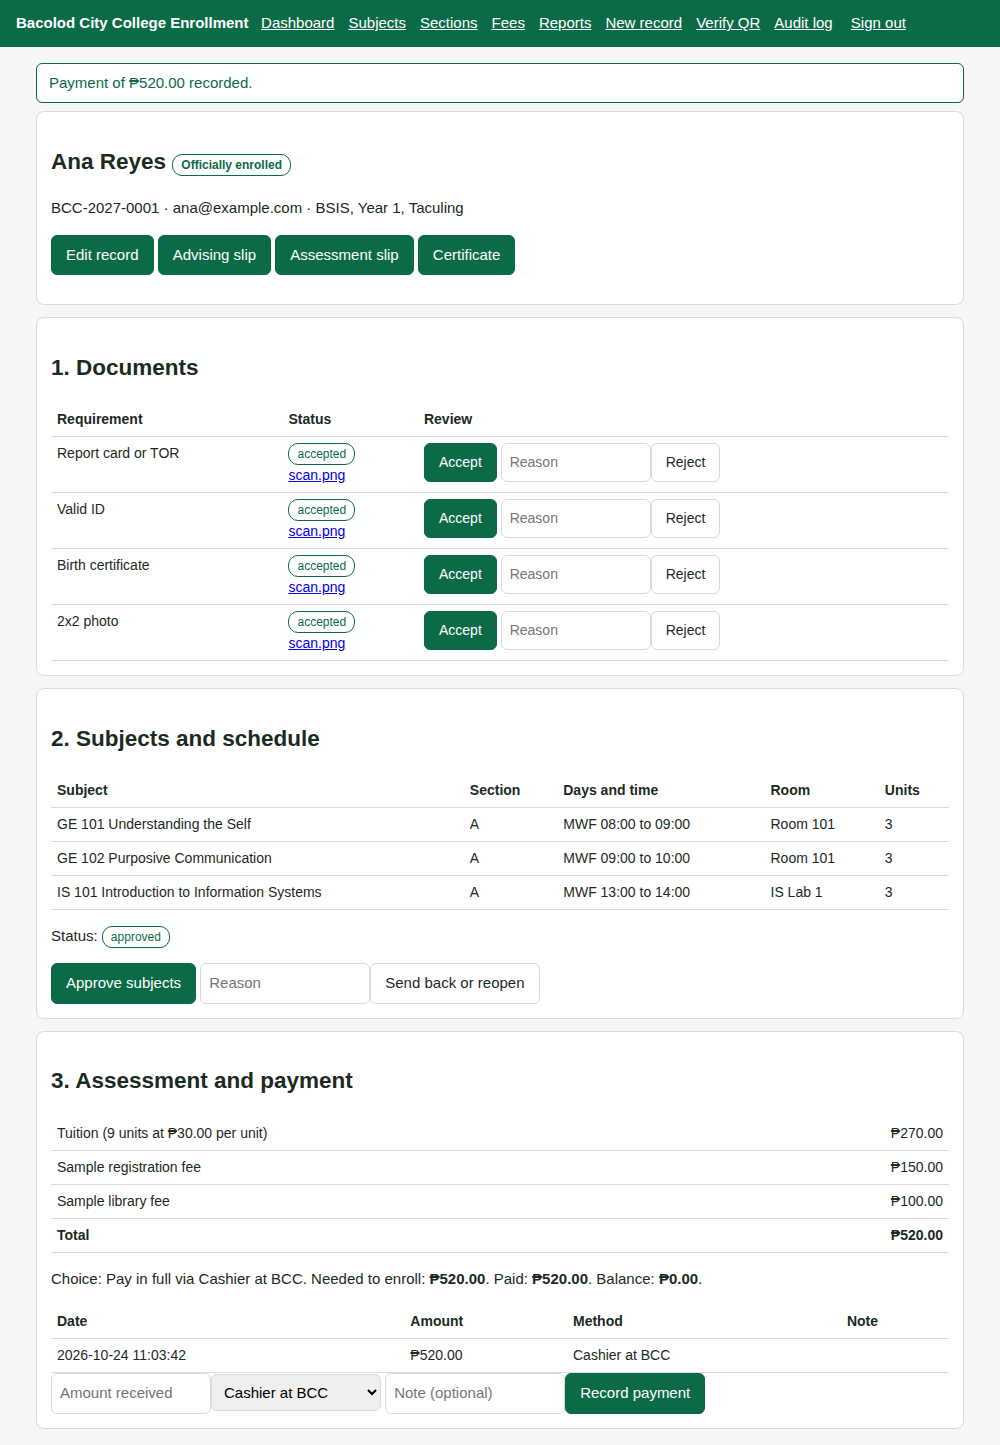 Bacolod City College Enrollment Dashboard Subjects Sections Fees Reports New record Verify QR Audit log Sign out
Payment of ₱520.00 recorded.
Ana Reyes Officially enrolled
BCC-2027-0001 · ana@example.com · BSIS, Year 1, Taculing
Edit record Advising slip Assessment slip Certificate
1. Documents
Requirement Status Review
Report card or TOR accepted Accept Reason Reject
scan.png
Valid ID accepted Accept Reason Reject
scan.png
Birth certificate accepted Accept Reason Reject
scan.png
2x2 photo accepted Accept Reason Reject
scan.png
2. Subjects and schedule
Subject Section Days and time Room Units
GE 101 Understanding the Self A MWF 08:00 to 09:00 Room 101 3
GE 102 Purposive Communication A MWF 09:00 to 10:00 Room 101 3
IS 101 Introduction to Information Systems A MWF 13:00 to 14:00 IS Lab 1 3
Status: approved
Approve subjects Reason Send back or reopen
3. Assessment and payment
Tuition (9 units at ₱30.00 per unit) ₱270.00
Sample registration fee ₱150.00
Sample library fee ₱100.00
Total ₱520.00
Choice: Pay in full via Cashier at BCC. Needed to enroll: ₱520.00. Paid: ₱520.00. Balance: ₱0.00.
Date Amount Method Note
2026-10-24 11:03:42 ₱520.00 Cashier at BCC
Amount received Cashier at BCC Note (optional) Record payment